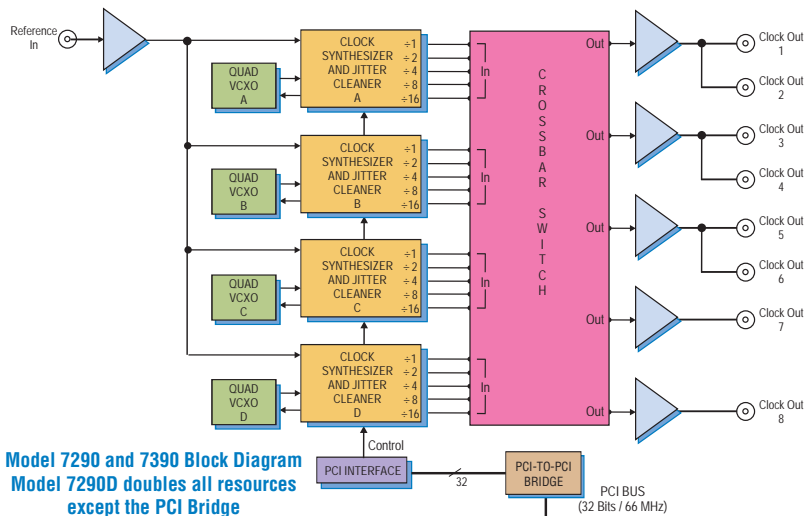 Reference
In
QUAD
VCXO
A
CLOCK
SYNTHESIZER
AND JITTER
CLEANER
A
÷1
÷2
÷4
÷8
÷16
In
QUAD
VCXO
B
CLOCK
SYNTHESIZER
AND JITTER
CLEANER
B
÷1
÷2
÷4
÷8
÷16
In
QUAD
VCXO
C
CLOCK
SYNTHESIZER
AND JITTER
CLEANER
C
÷1
÷2
÷4
÷8
÷16
In
QUAD
VCXO
D
CLOCK
SYNTHESIZER
AND JITTER
CLEANER
D
÷1
÷2
÷4
÷8
÷16
In
CROSSBAR SWITCH
Out
Out
Out
Out
Out
Clock Out
1
Clock Out
2
Clock Out
3
Clock Out
4
Clock Out
5
Clock Out
6
Clock Out
7
Clock Out
8
Control
PCI INTERFACE
32
PCI-TO-PCI
BRIDGE
PCI BUS
(32 Bits / 66 MHz)
Model 7290 and 7390 Block Diagram
Model 7290D doubles all resources
except the PCI Bridge